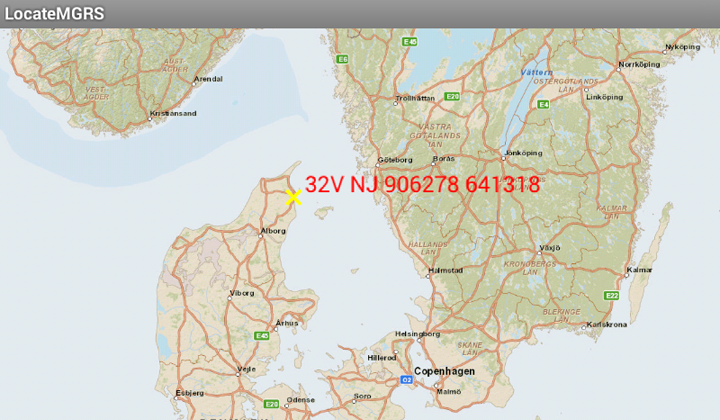 LocateMGRS
E45
Nyköping
E6
VEST-
AGDER
AUST-
AGDER
Arendal
Kristiansand
Norrköping
Vättern
ÖSTERGÖTLANDS
LÄN
Linköping
Trollhättan
E20
E4
VÄSTRA
GÖTALANDS
LÄN
Göteborg
Borås
Jönköping
32V NJ 906278 641318
KALMAR
LÄN
Ålborg
HALLANDS
LÄN
Växjö
KRONOBERGS
LÄN
Halmstad
Kalmar
Viborg
E22
BLEKINGE
LÄN
Karlskrona
Århus
E45
Helsingborg
SKÅNE
LÄN
Hillerød
Vejle
Copenhagen
O2
Malmö
Esbjerg
E20
Odense
Sorø